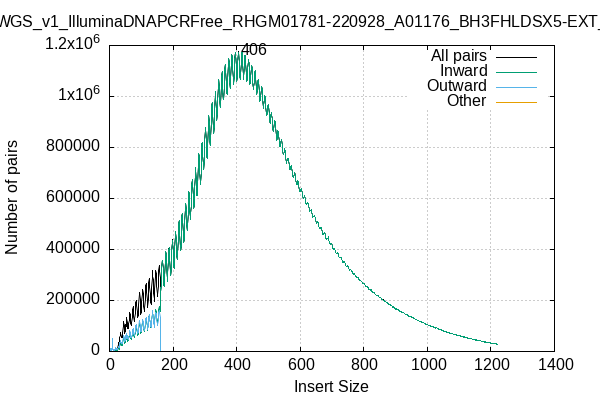 WGS_v1_IlluminaDNAPCRFree_RHGM01781-220928_A01176_BH3FHLDSX5-EXT_
1.2x10^6
1x10^6
800000
600000
400000
200000
0
Number of pairs
406
All pairs
Inward
Outward
Other
0 200 400 600 800 1000 1200 1400
Insert Size